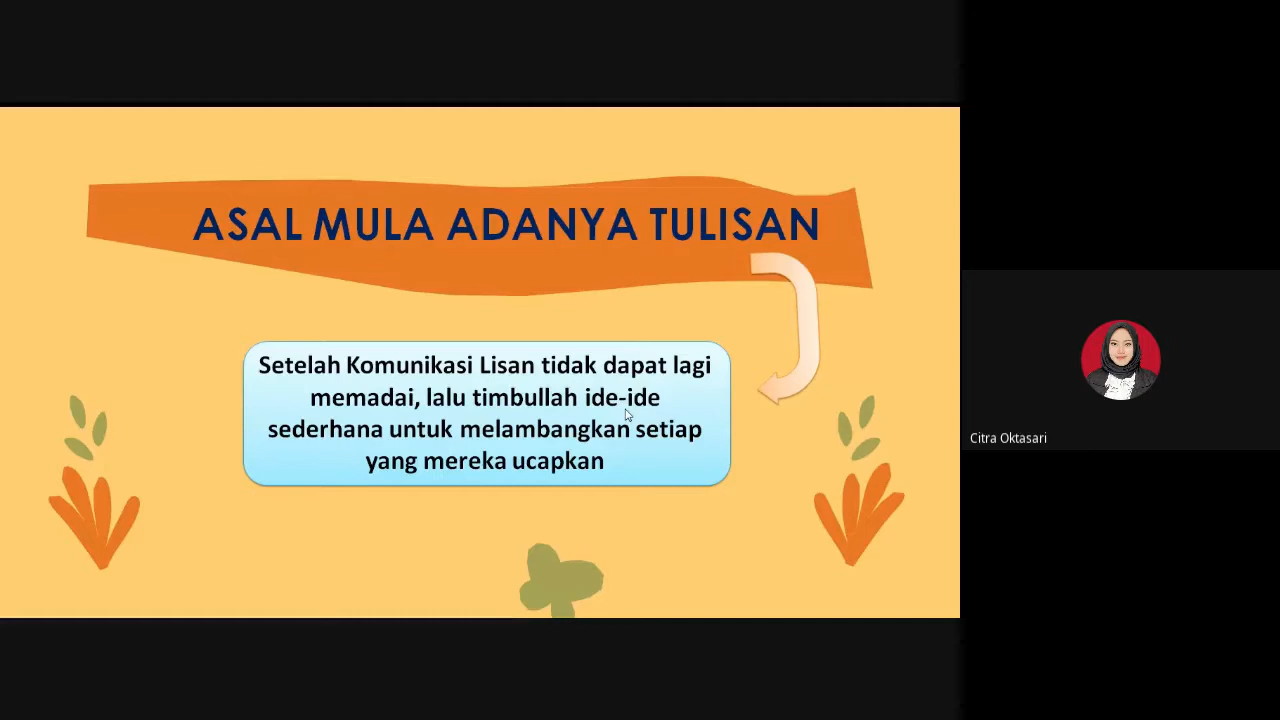 ASAL MULA ADANYA TULISAN
Setelah Komunikasi Lisan tidak dapat lagi
memadai, lalu timbullah ide-ide
sederhana untuk melambangkan setiap
yang mereka ucapkan
Citra Oktasari